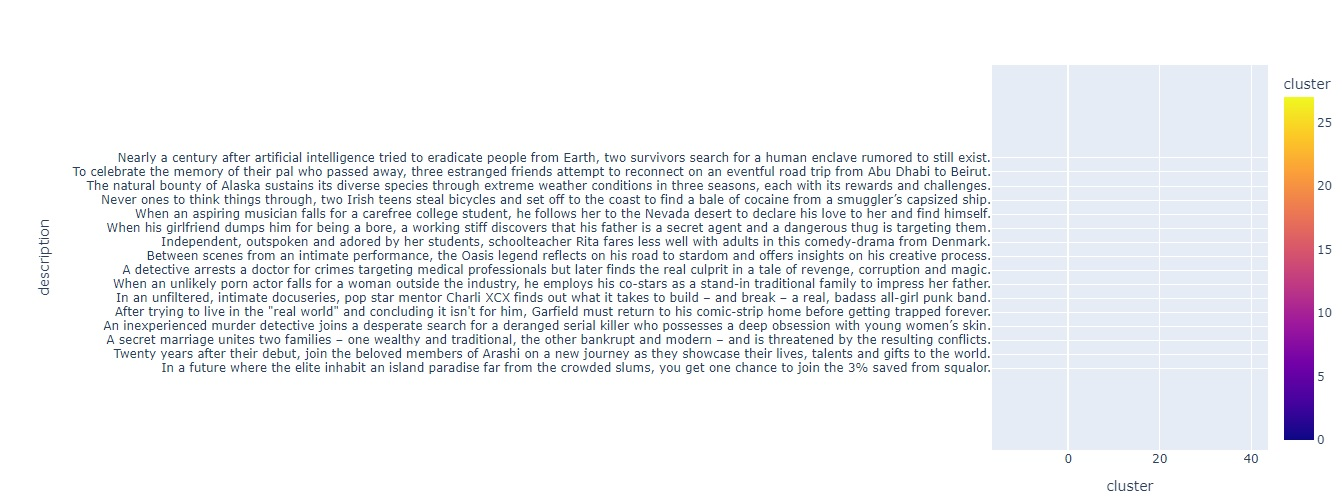 cluster
25
Nearly a century after artificial intelligence tried to eradicate people from Earth, two survivors search for a human enclave rumored to still exist.
To celebrate the memory of their pal who passed away, three estranged friends attempt to reconnect on an eventful road trip from Abu Dhabi to Beirut.
The natural bounty of Alaska sustains its diverse species through extreme weather conditions in three seasons, each with its rewards and challenges.
20
Never ones to think things through, two Irish teens steal bicycles and set off to the coast to find a bale of cocaine from a smuggler’s capsized ship.
When an aspiring musician falls for a carefree college student, he follows her to the Nevada desert to declare his love to her and find himself.
When his girlfriend dumps him for being a bore, a working stiff discovers that his father is a secret agent and a dangerous thug is targeting them.
Independent, outspoken and adored by her students, schoolteacher Rita fares less well with adults in this comedy-drama from Denmark.
15
Between scenes from an intimate performance, the Oasis legend reflects on his road to stardom and offers insights on his creative process.
description
A detective arrests a doctor for crimes targeting medical professionals but later finds the real culprit in a tale of revenge, corruption and magic.
When an unlikely porn actor falls for a woman outside the industry, he employs his co-stars as a stand-in traditional family to impress her father.
In an unfiltered, intimate docuseries, pop star mentor Charli XCX finds out what it takes to build – and break – a real, badass all-girl punk band.
After trying to live in the "real world" and concluding it isn't for him, Garfield must return to his comic-strip home before getting trapped forever.
10
An inexperienced murder detective joins a desperate search for a deranged serial killer who possesses a deep obsession with young women’s skin.
A secret marriage unites two families – one wealthy and traditional, the other bankrupt and modern – and is threatened by the resulting conflicts.
Twenty years after their debut, join the beloved members of Arashi on a new journey as they showcase their lives, talents and gifts to the world.
In a future where the elite inhabit an island paradise far from the crowded slums, you get one chance to join the 3% saved from squalor.
5
0
0 20 40
cluster